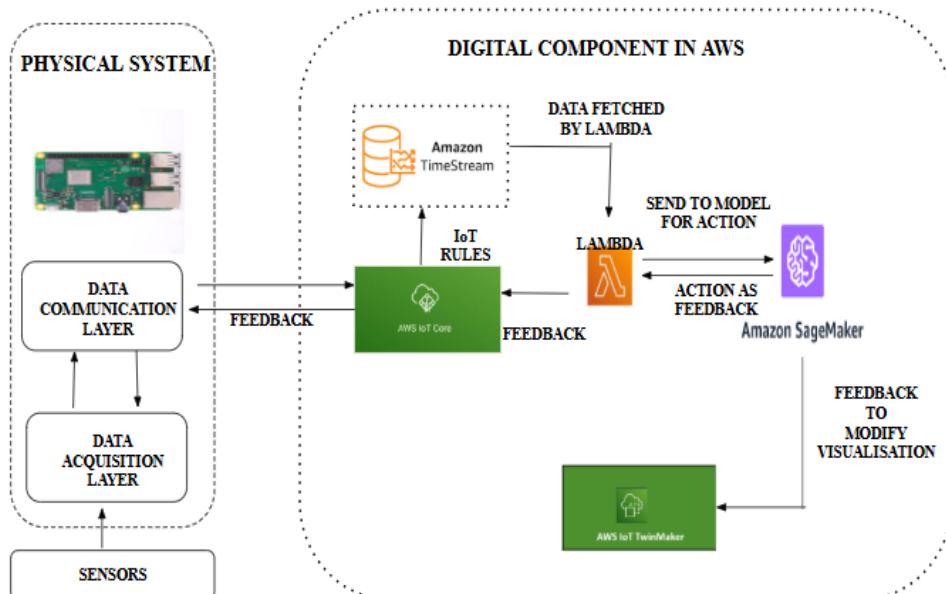 PHYSICAL SYSTEM
DATA
COMMUNICATION
LAYER
DATA
ACQUISITION
LAYER
SENSORS
DIGITAL COMPONENT IN AWS
Amazon
TimeStream
DATA FETCHED
BY LAMBDA
IoT
RULES
AWS IoT Core
FEEDBACK
FEEDBACK
LAMBDA
SEND TO MODEL
FOR ACTION
ACTION AS
FEEDBACK
Amazon SageMaker
FEEDBACK
TO
MODIFY
VISUALISATION
AWS IoT TwinMaker